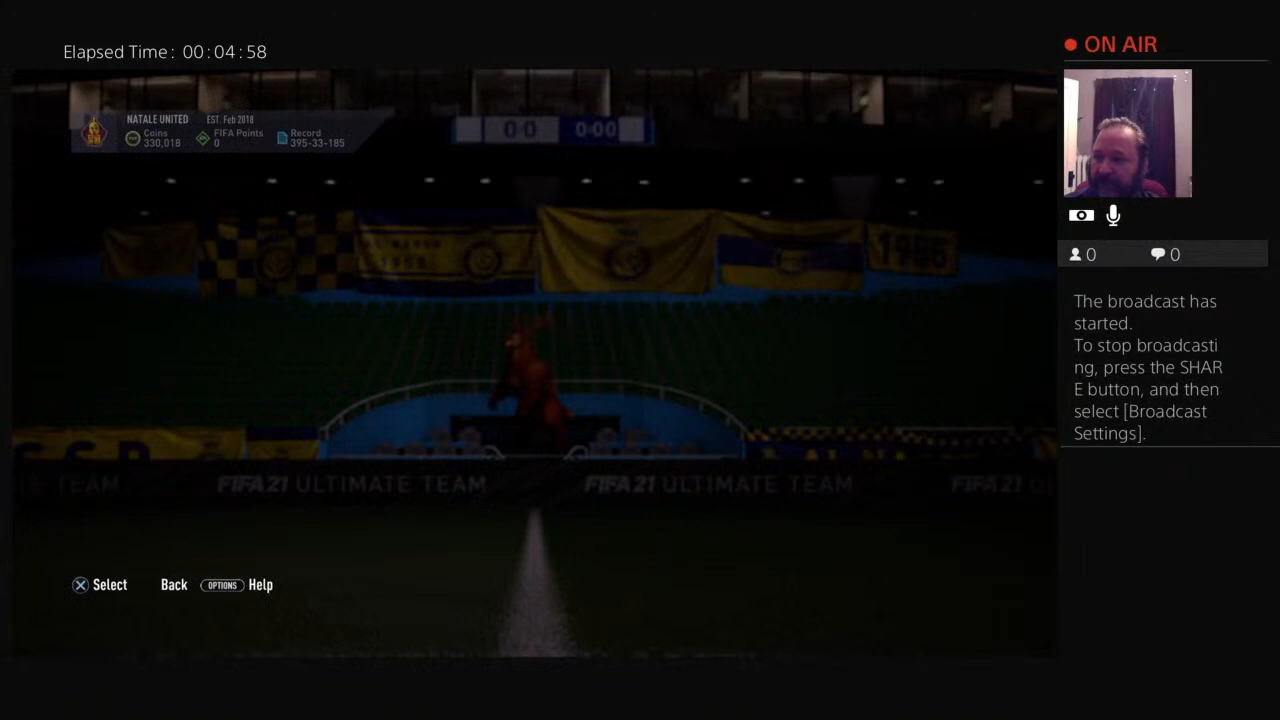 Elapsed Time: 00:04:58
ON AIR
NATALE UNITED EST. Feb 2018
Coins
330,018
FIFA Points
0
Record
395-33-185
0-0 0:00
0
0
The broadcast has
started.
To stop broadcasti
ng, press the SHAR
E button, and then
select [Broadcast
Settings].
TEAM FIFA 21 ULTIMATE TEAM FIFA 21 ULTIMATE TEAM FIFA 21
Select Back OPTIONS Help